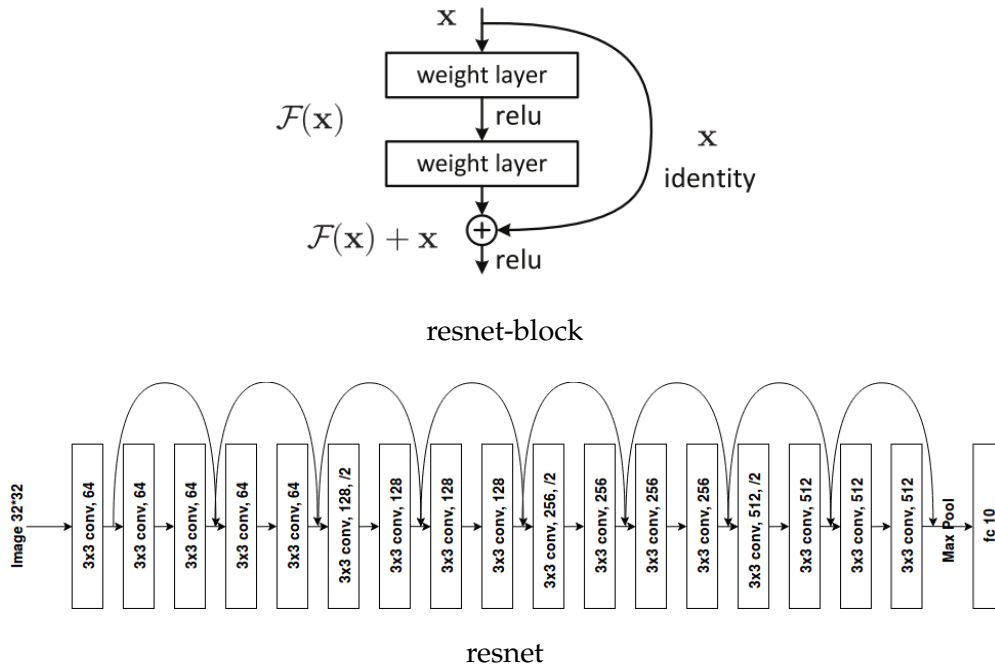 x
weight layer
F(x)
relu
x
weight layer
identity
F(x) + x
relu
resnet-block
Image 32*32
3x3 conv, 64
3x3 conv, 64
3x3 conv, 64
3x3 conv, 64
3x3 conv, 64
3x3 conv, 128, /2
3x3 conv, 128
3x3 conv, 128
3x3 conv, 128
3x3 conv, 256, /2
3x3 conv, 256
3x3 conv, 256
3x3 conv, 256
3x3 conv, 512, /2
3x3 conv, 512
3x3 conv, 512
3x3 conv, 512
Max Pool
fc 10
resnet